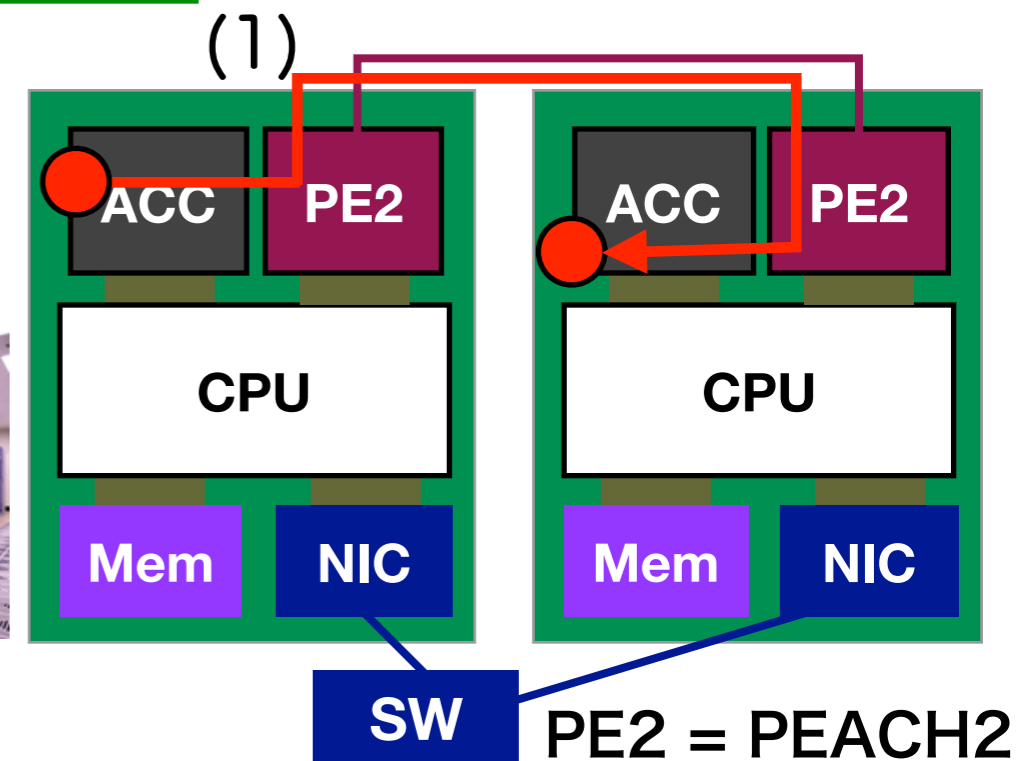 (1)
ACC PE2 ACC PE2
CPU CPU
Mem NIC Mem NIC
SW
PE2 = PEACH2